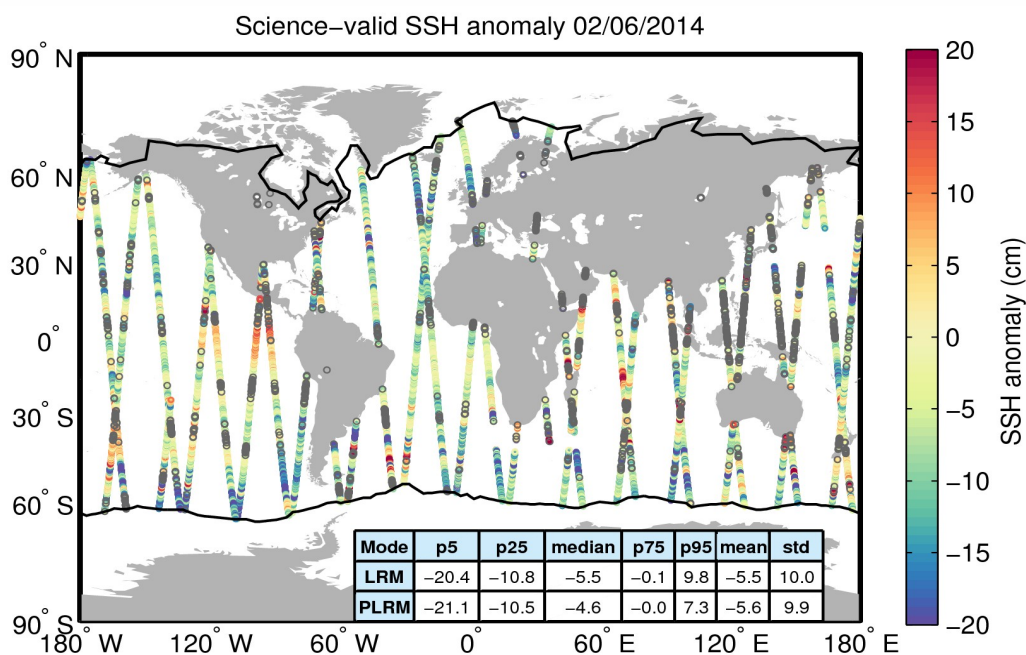 Science−valid SSH anomaly 02/06/2014
90° N
60° N
30° N
0°
30° S
60° S
90° S
180° W
120° W
60° W
0°
60° E
120° E
180° E
Mode p5 p25 median p75 p95 mean std
LRM −20.4 −10.8 −5.5 −0.1 9.8 −5.5 10.0
PLRM −21.1 −10.5 −4.6 −0.0 7.3 −5.6 9.9
20
15
10
5
0
−5
−10
−15
−20
SSH anomaly (cm)